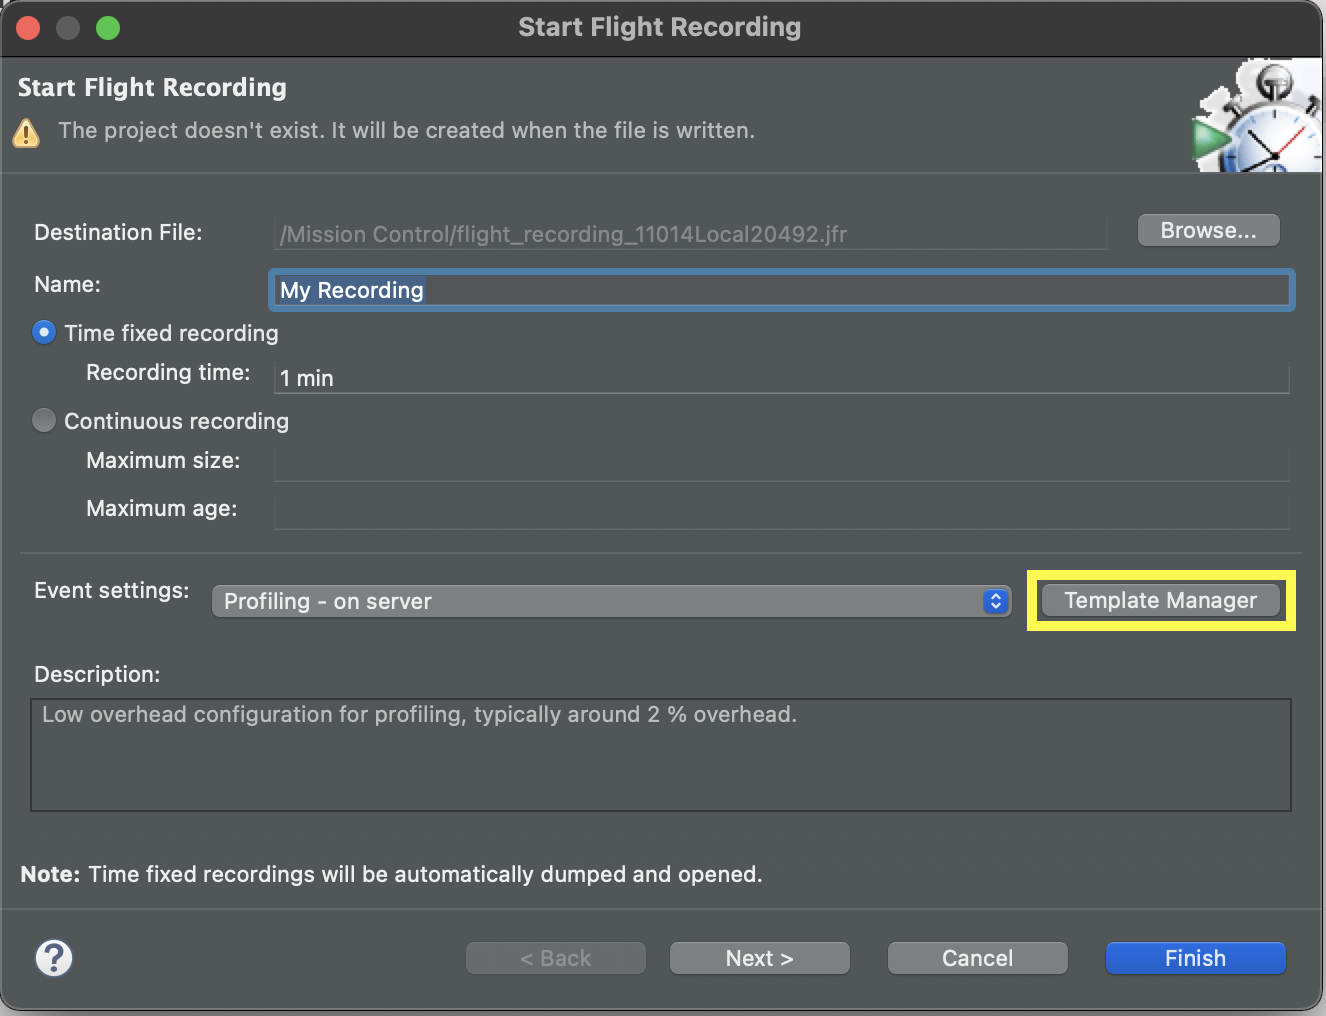 Start Flight Recording
Start Flight Recording
The project doesn't exist. It will be created when the file is written.
Destination File: /Mission Control/flight_recording_11014Local20492.jfr Browse...
Name: My Recording
Time fixed recording
Recording time: 1 min
Continuous recording
Maximum size:
Maximum age:
Event settings: Profiling - on server Template Manager
Description:
Low overhead configuration for profiling, typically around 2 % overhead.
Note: Time fixed recordings will be automatically dumped and opened.
? < Back Next > Cancel Finish